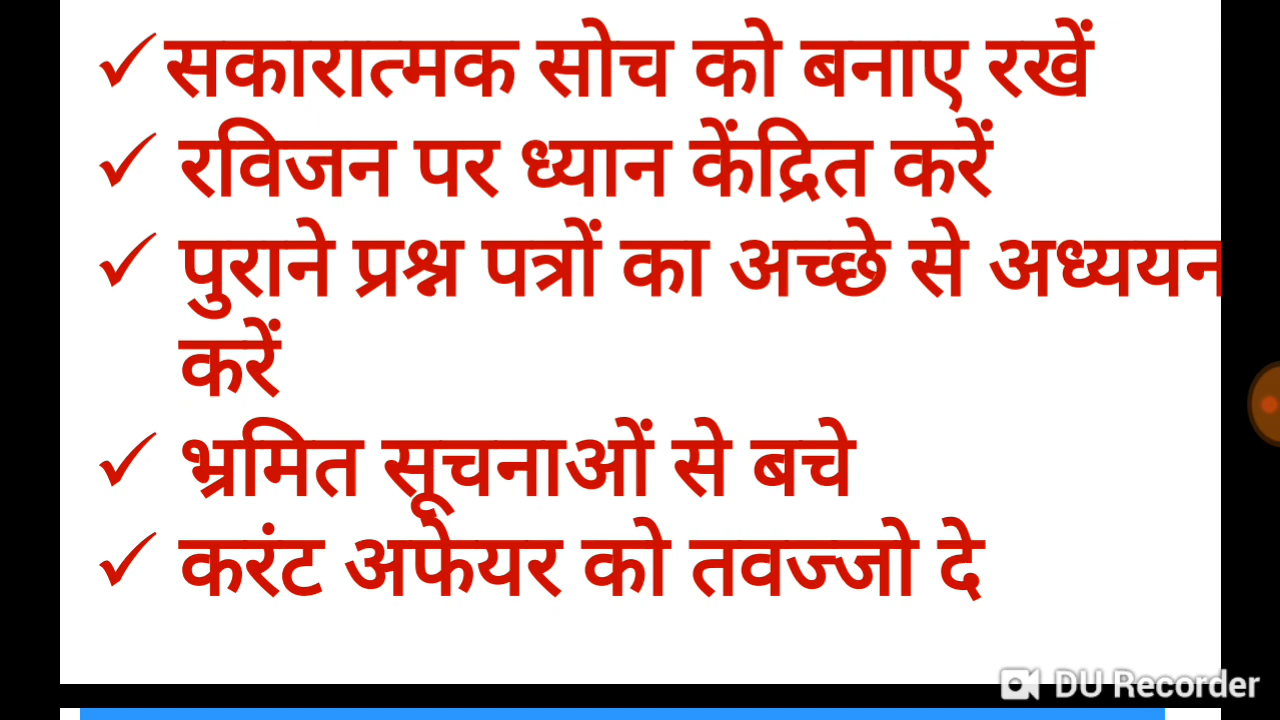 ✓सकारात्मक सोच को बनाए रखें
✓ रविजन पर ध्यान केंद्रित करें
✓ पुराने प्रश्न पत्रों का अच्छे से अध्ययन
करें
✓ भ्रमित सूचनाओं से बचे
✓ करंट अफेयर को तवज्जो दे
DU Recorder